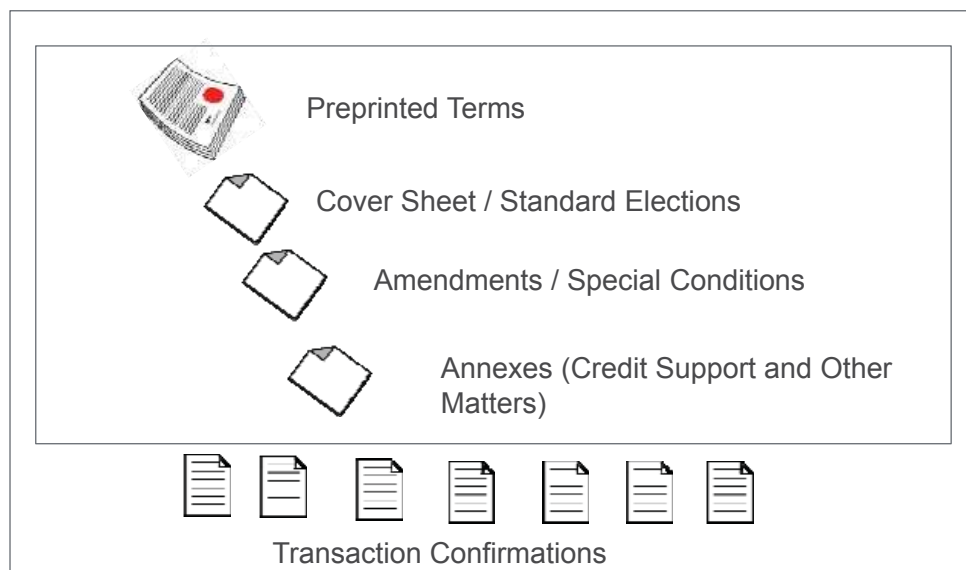 Preprinted Terms
Cover Sheet / Standard Elections
Amendments / Special Conditions
Annexes (Credit Support and Other
Matters)
Transaction Confirmations